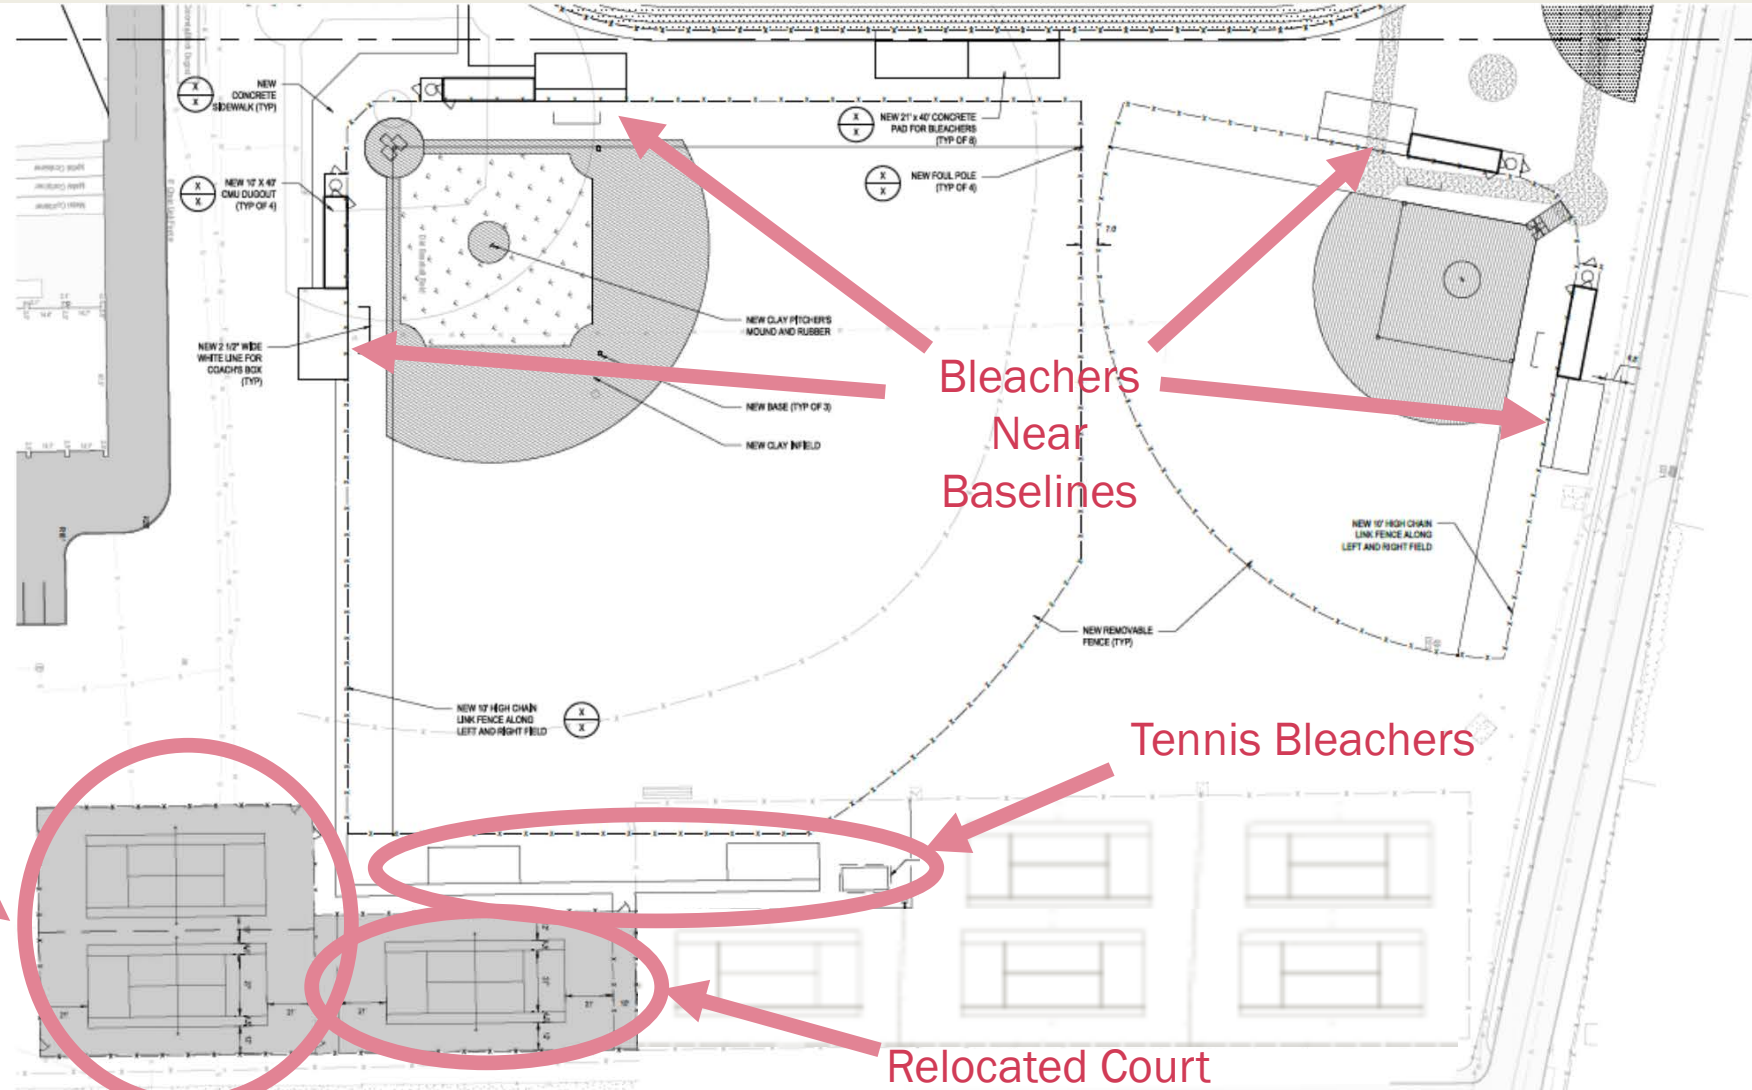 NEW
CONCRETE
SIDEWALK (TYP)
X
X
NEW 21' x 40' CONCRETE
PAD FOR BLEACHERS
(TYP OF 8)
X
X
NEW 10' X 40'
CMU DUGOUT
(TYP OF 4)
X
X
NEW FOUL POLE
(TYP OF 4)
X
X
NEW CLAY PITCHER'S
MOUND AND RUBBER
NEW 2 1/2" WIDE
WHITE LINE FOR
COACH'S BOX
(TYP)
Bleachers
Near
Baselines
NEW BASE (TYP OF 3)
NEW CLAY INFIELD
NEW 10' HIGH CHAIN
LINK FENCE ALONG
LEFT AND RIGHT FIELD
NEW REMOVABLE
FENCE (TYP)
NEW 10' HIGH CHAIN
LINK FENCE ALONG
LEFT AND RIGHT FIELD
X
X
Tennis Bleachers
Relocated Court